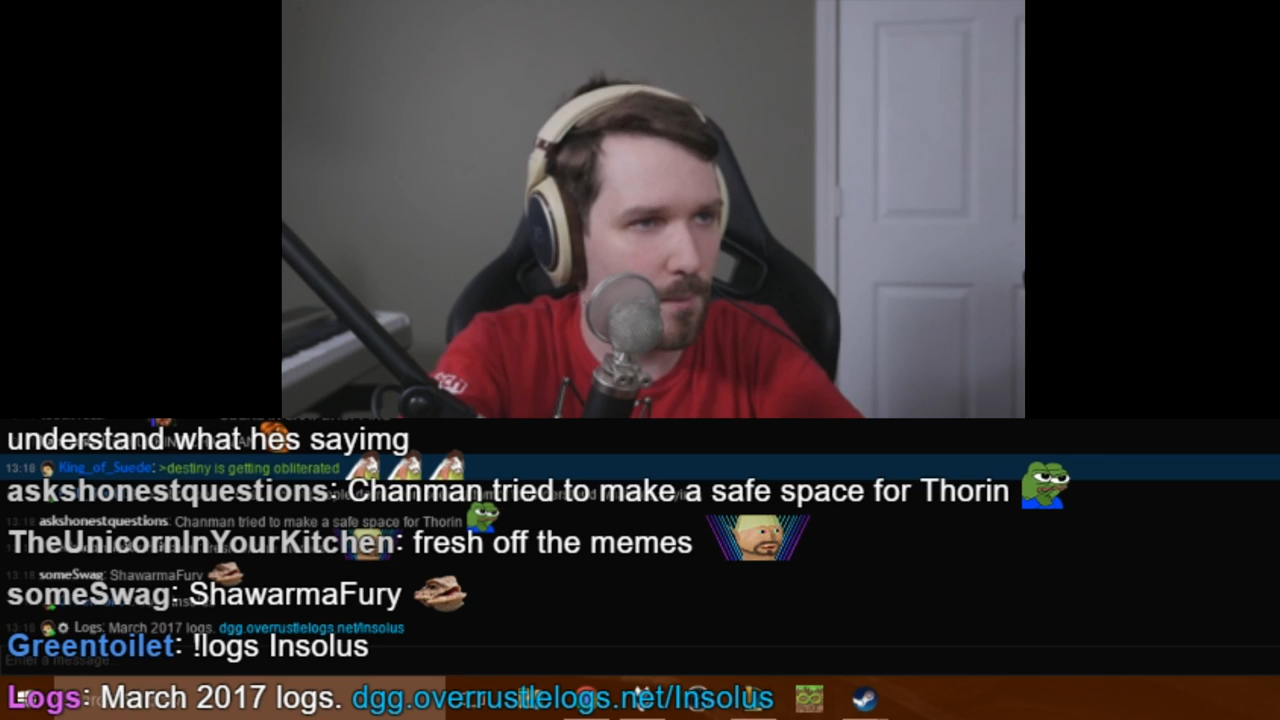 understand what hes sayimg
13:18 King_of_Suede: >destiny is getting obliterated
askshonestquestions: Chanman tried to make a safe space for Thorin
askshonestquestions: Chanman tried to make a safe space for Thorin
TheUnicornInYourKitchen: fresh off the memes
someSwag: ShawarmaFury
someSwag: ShawarmaFury
13:18 Logs: March 2017 logs. dgg.overrustlelogs.net/Insolus
Greentoilet: !logs Insolus
Enter a message...
Logs: March 2017 logs. dgg.overrustlelogs.net/Insolus